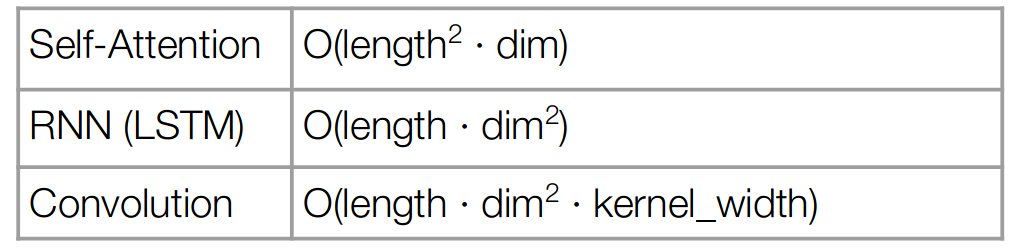 Self-Attention O(length² · dim)
RNN (LSTM) O(length · dim²)
Convolution O(length · dim² · kernel_width)